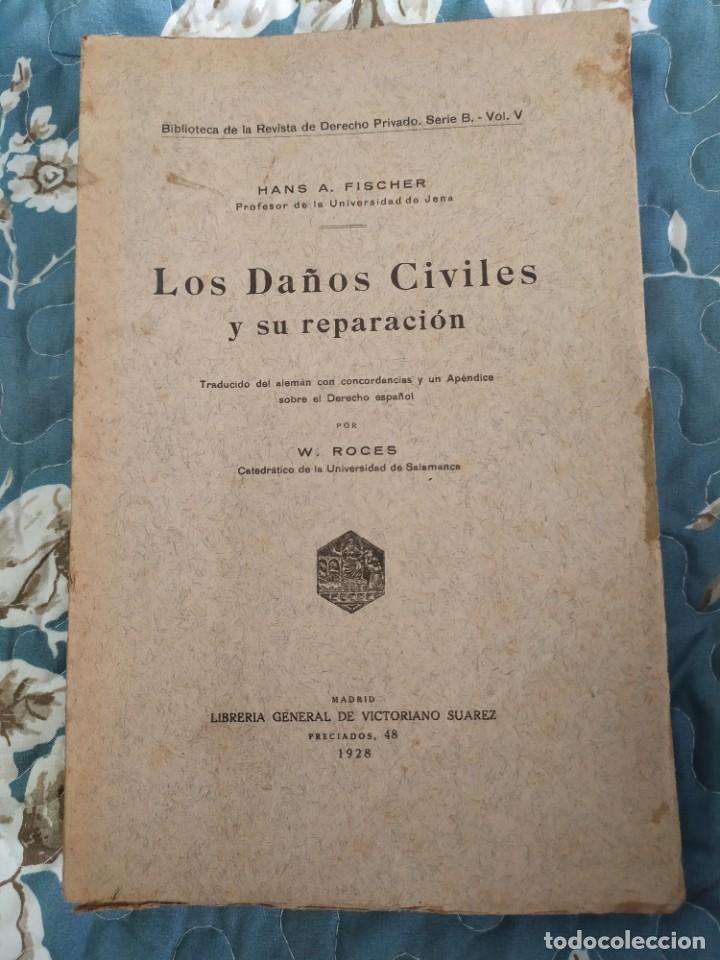 Biblioteca de la Revista de Derecho Privado. Serie B. - Vol. V
HANS A. FISCHER
Profesor de la Universidad de Jena
Los Daños Civiles
y su reparación
Traducido del alemán con concordancias y un Apéndice
sobre el Derecho español
POR
W. ROCES
Catedrático de la Universidad de Salamanca
MADRID
LIBRERIA GENERAL DE VICTORIANO SUAREZ
PRECIADOS, 48
1928
todocoleccion